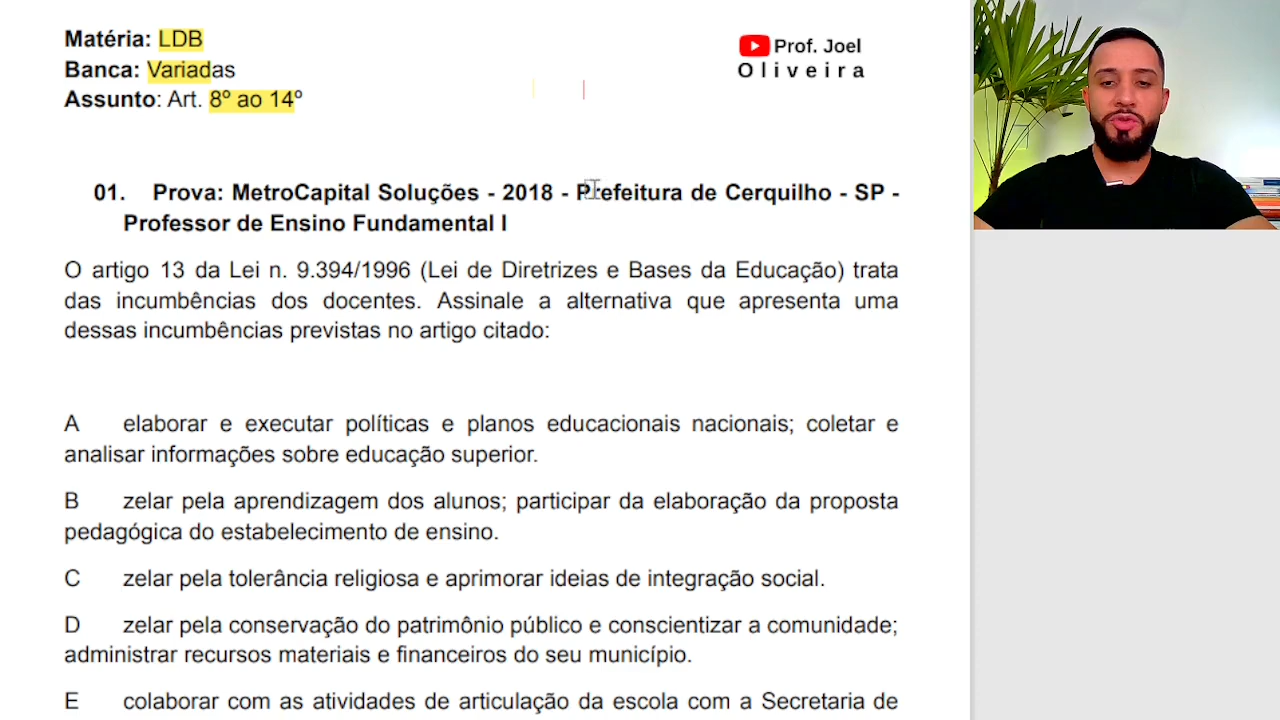 Matéria: LDB
Banca: Variadas
Assunto: Art. 8º ao 14º
Prof. Joel
Oliveira
01. Prova: MetroCapital Soluções - 2018 - Prefeitura de Cerquilho - SP -
Professor de Ensino Fundamental I
O artigo 13 da Lei n. 9.394/1996 (Lei de Diretrizes e Bases da Educação) trata
das incumbências dos docentes. Assinale a alternativa que apresenta uma
dessas incumbências previstas no artigo citado:
A elaborar e executar políticas e planos educacionais nacionais; coletar e
analisar informações sobre educação superior.
B zelar pela aprendizagem dos alunos; participar da elaboração da proposta
pedagógica do estabelecimento de ensino.
C zelar pela tolerância religiosa e aprimorar ideias de integração social.
D zelar pela conservação do patrimônio público e conscientizar a comunidade;
administrar recursos materiais e financeiros do seu município.
E colaborar com as atividades de articulação da escola com a Secretaria de